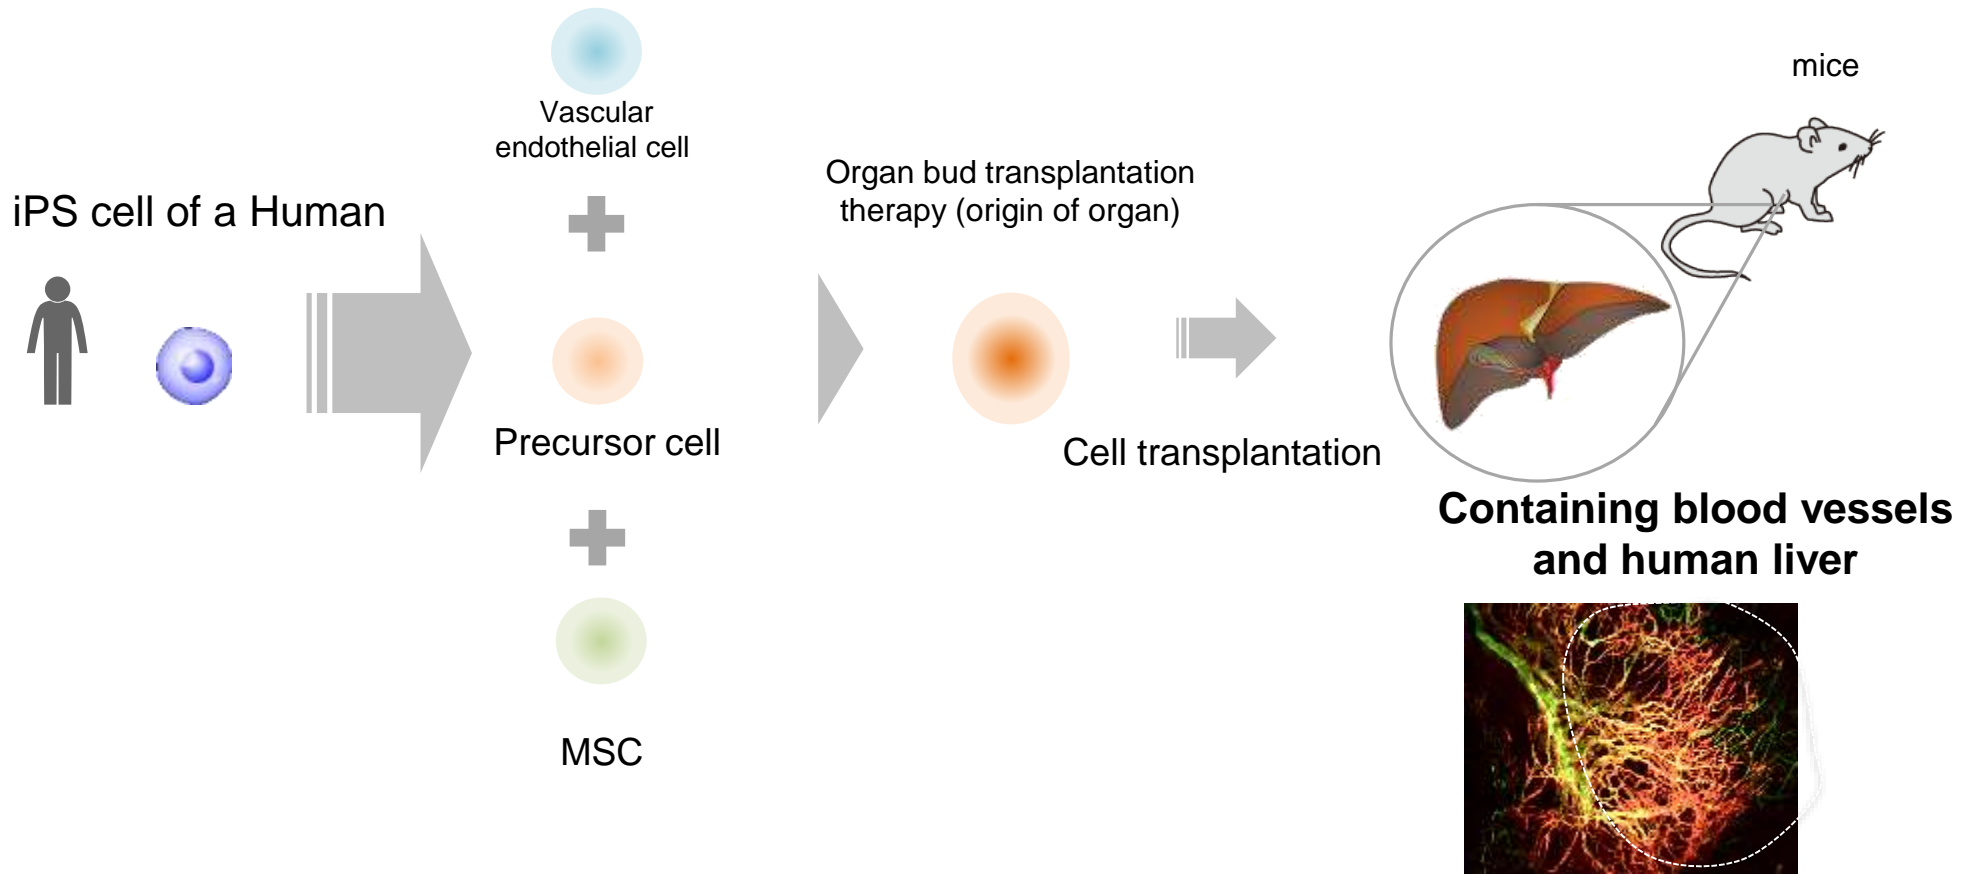 iPS cell of a Human
Vascular
endothelial cell
Precursor cell
MSC
Organ bud transplantation
therapy (origin of organ)
Cell transplantation
mice
Containing blood vessels
and human liver